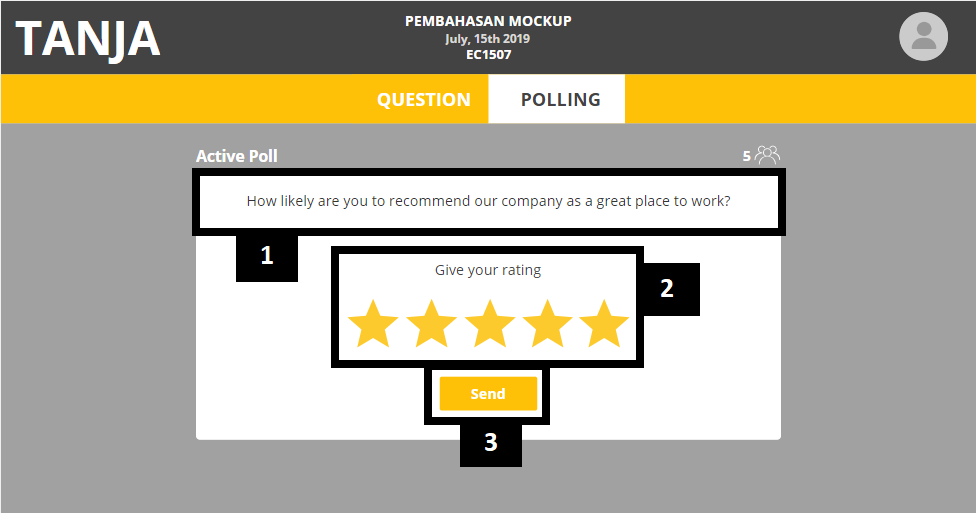 TANJA
PEMBAHASAN MOCKUP
July, 15th 2019
EC1507
QUESTION
POLLING
Active Poll
5
How likely are you to recommend our company as a great place to work?
1
Give your rating
2
Send
3